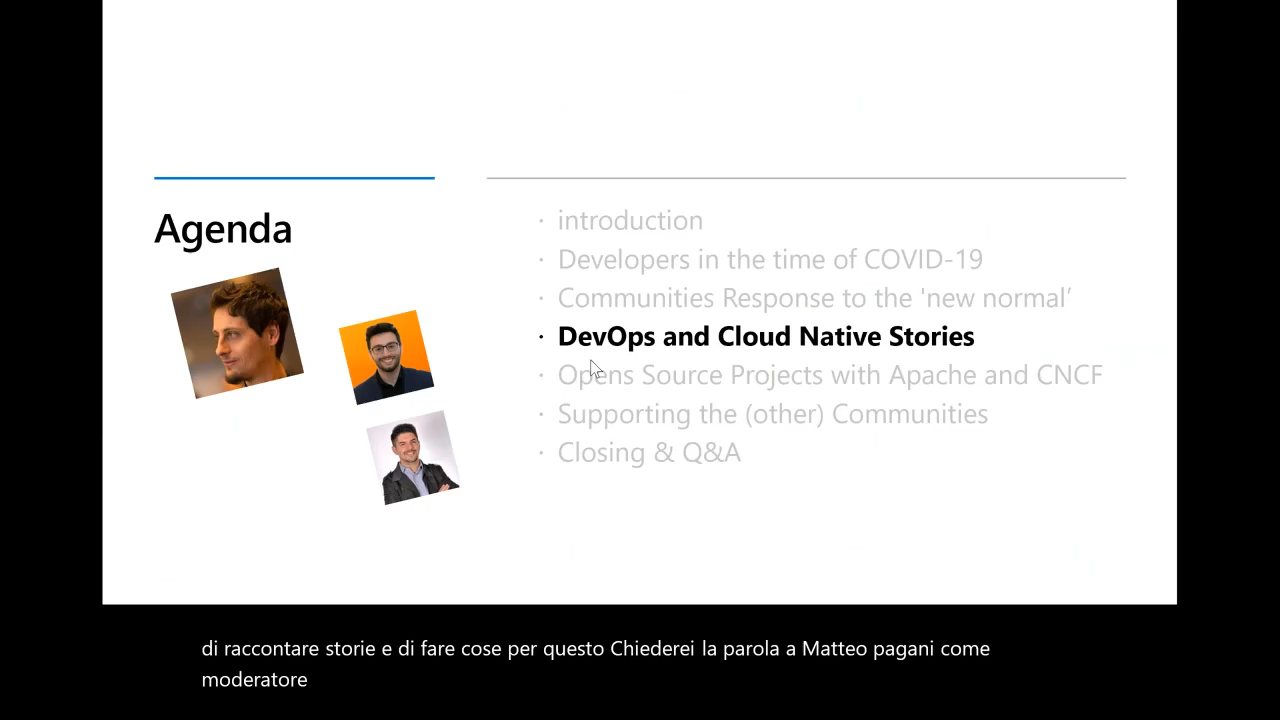 Agenda
· introduction
· Developers in the time of COVID-19
· Communities Response to the 'new normal’
· DevOps and Cloud Native Stories
· Opens Source Projects with Apache and CNCF
· Supporting the (other) Communities
· Closing & Q&A
di raccontare storie e di fare cose per questo Chiederei la parola a Matteo pagani come
moderatore